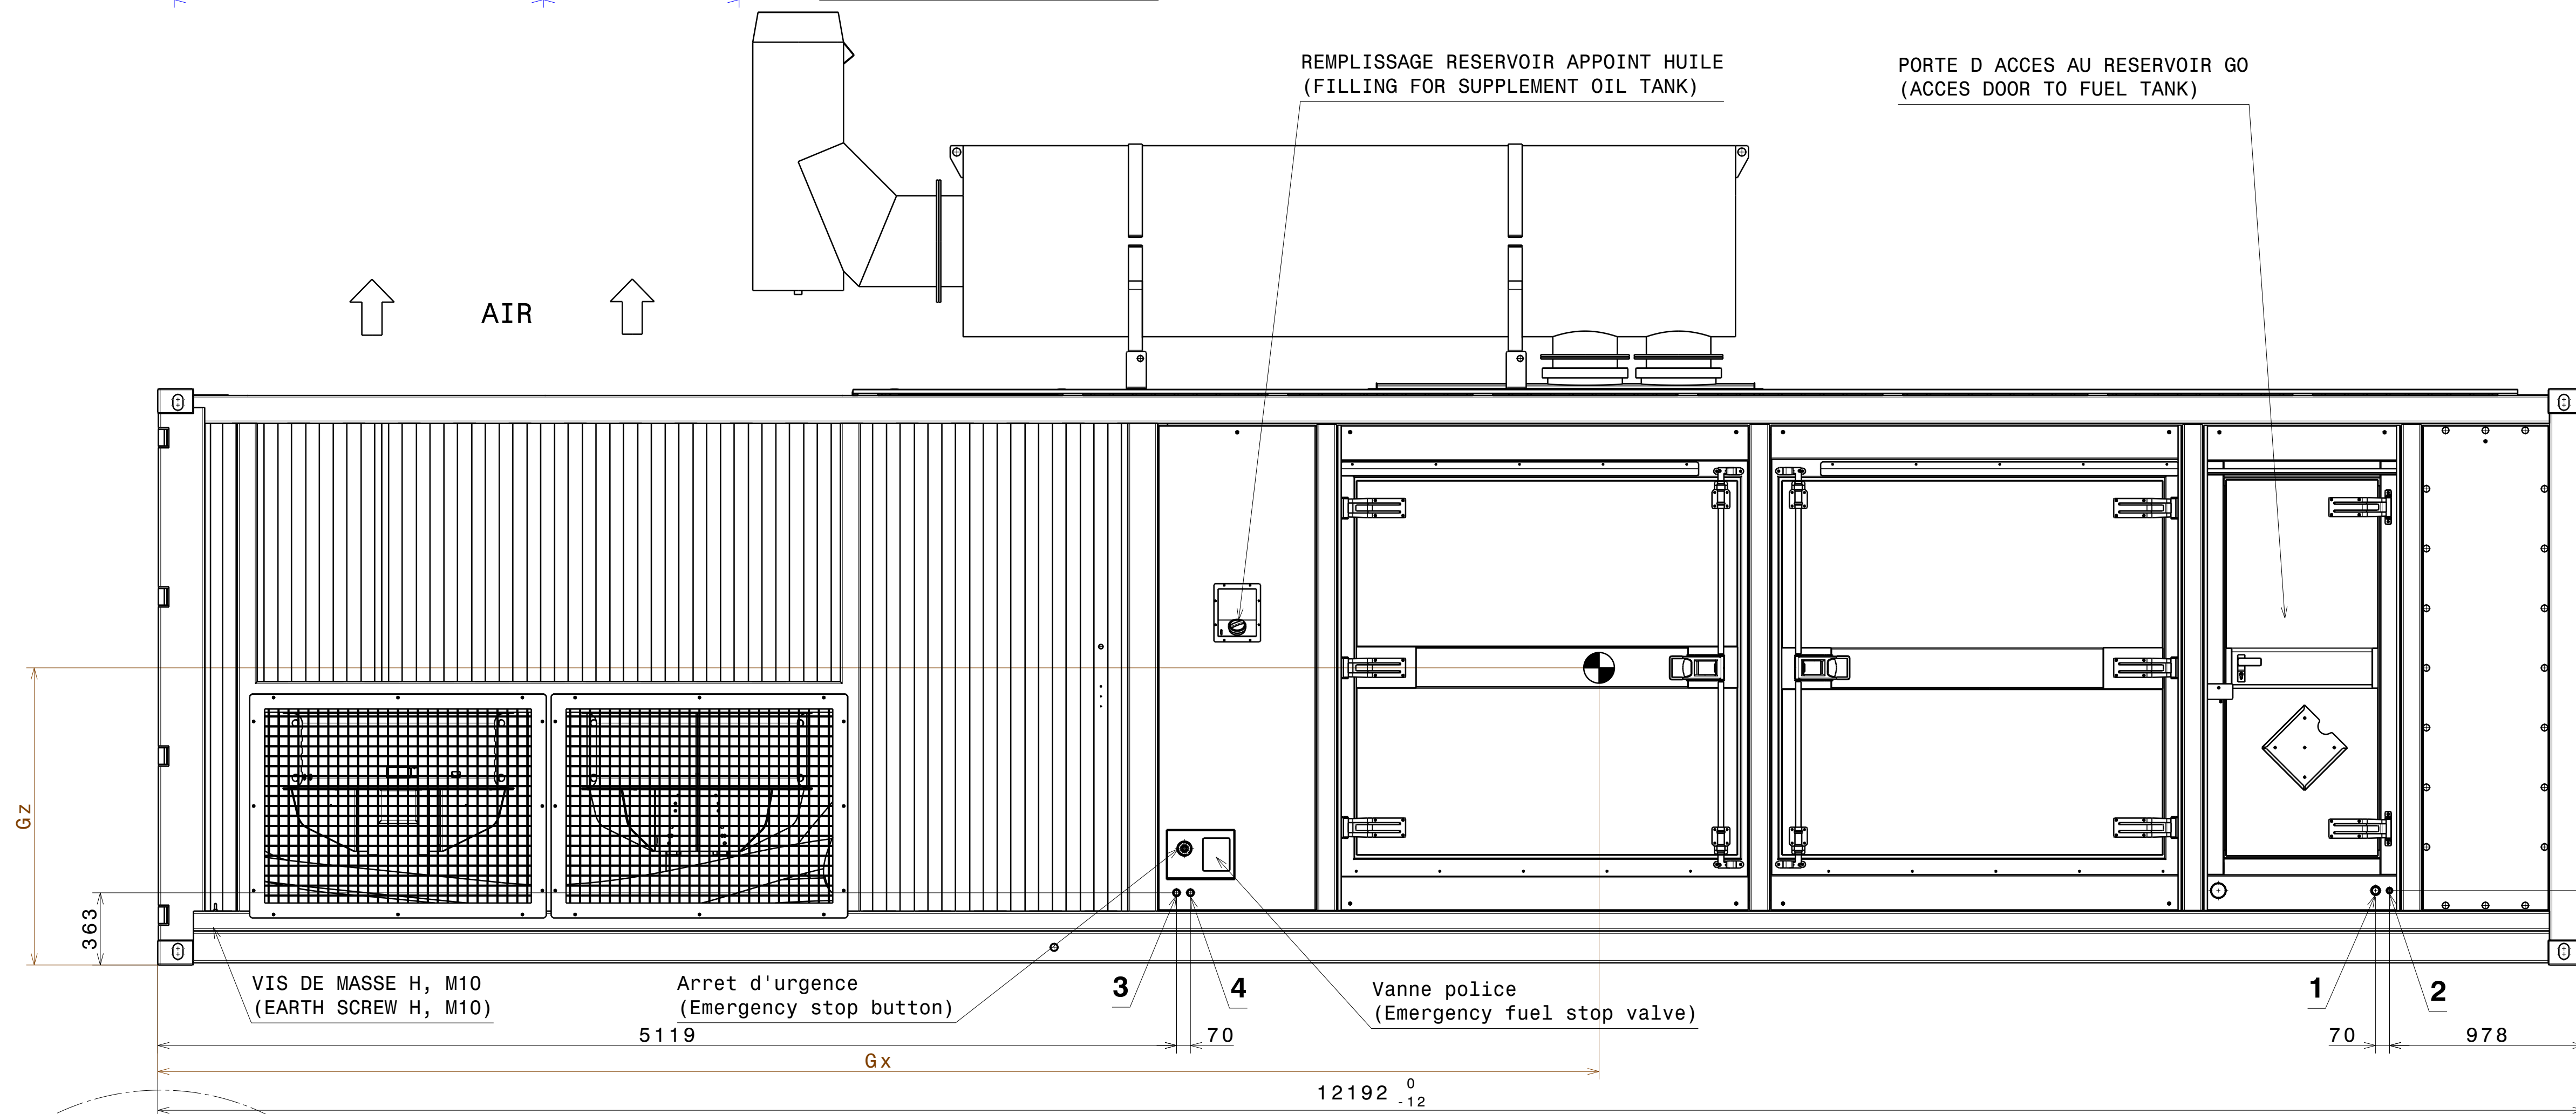 REMPLISSAGE RESERVOIR APPOINT HUILE
(FILLING FOR SUPPLEMENT OIL TANK)
PORTE D ACCES AU RESERVOIR GO
(ACCES DOOR TO FUEL TANK)
AIR
Gz
363
VIS DE MASSE H, M10
(EARTH SCREW H, M10)
Arret d'urgence
(Emergency stop button)
3
4
Vanne police
(Emergency fuel stop valve)
1
2
5119
70
70
978
Gx
12192 0
-12